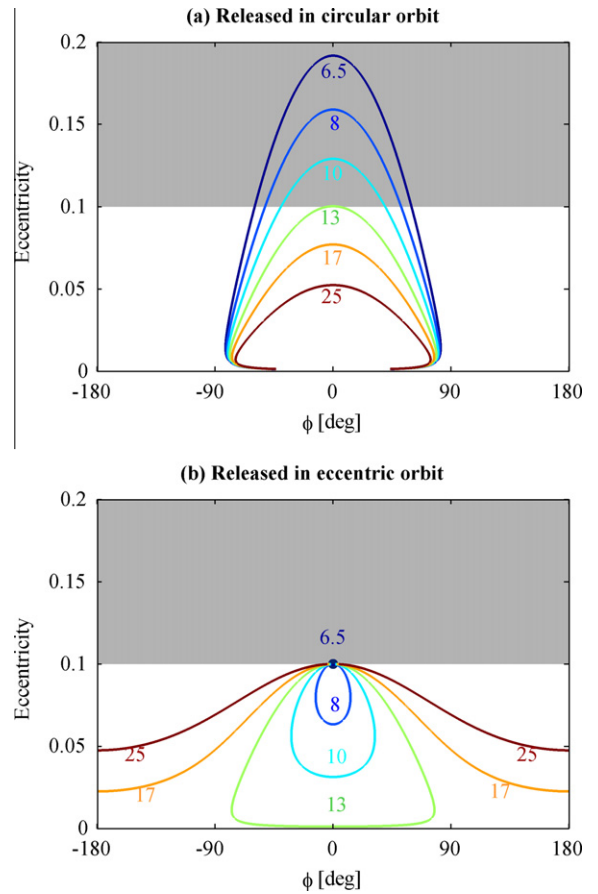 (a) Released in circular orbit
0.2
6.5
0.15
8
10
Eccentricity
0.1
13
17
0.05
25
0
-180 -90 0 90 180
ϕ [deg]
(b) Released in eccentric orbit
0.2
0.15
6.5
Eccentricity
0.1
8
0.05
25 10 25
17 17
13
0
-180 -90 0 90 180
ϕ [deg]